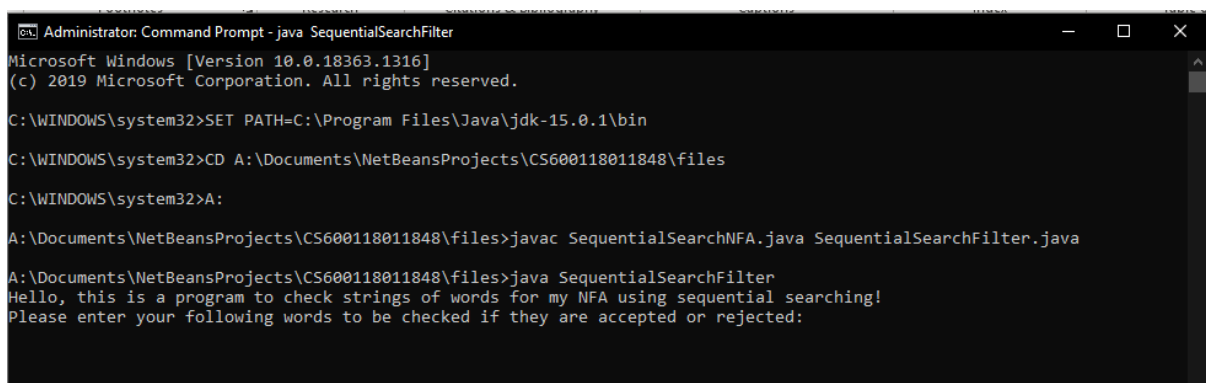 Administrator: Command Prompt - java  SequentialSearchFilter
Microsoft Windows [Version 10.0.18363.1316]
(c) 2019 Microsoft Corporation. All rights reserved.
C:\WINDOWS\system32>SET PATH=C:\Program Files\Java\jdk-15.0.1\bin
C:\WINDOWS\system32>CD A:\Documents\NetBeansProjects\CS600118011848\files
C:\WINDOWS\system32>A:
A:\Documents\NetBeansProjects\CS600118011848\files>javac SequentialSearchNFA.java SequentialSearchFilter.java
A:\Documents\NetBeansProjects\CS600118011848\files>java SequentialSearchFilter
Hello, this is a program to check strings of words for my NFA using sequential searching!
Please enter your following words to be checked if they are accepted or rejected: